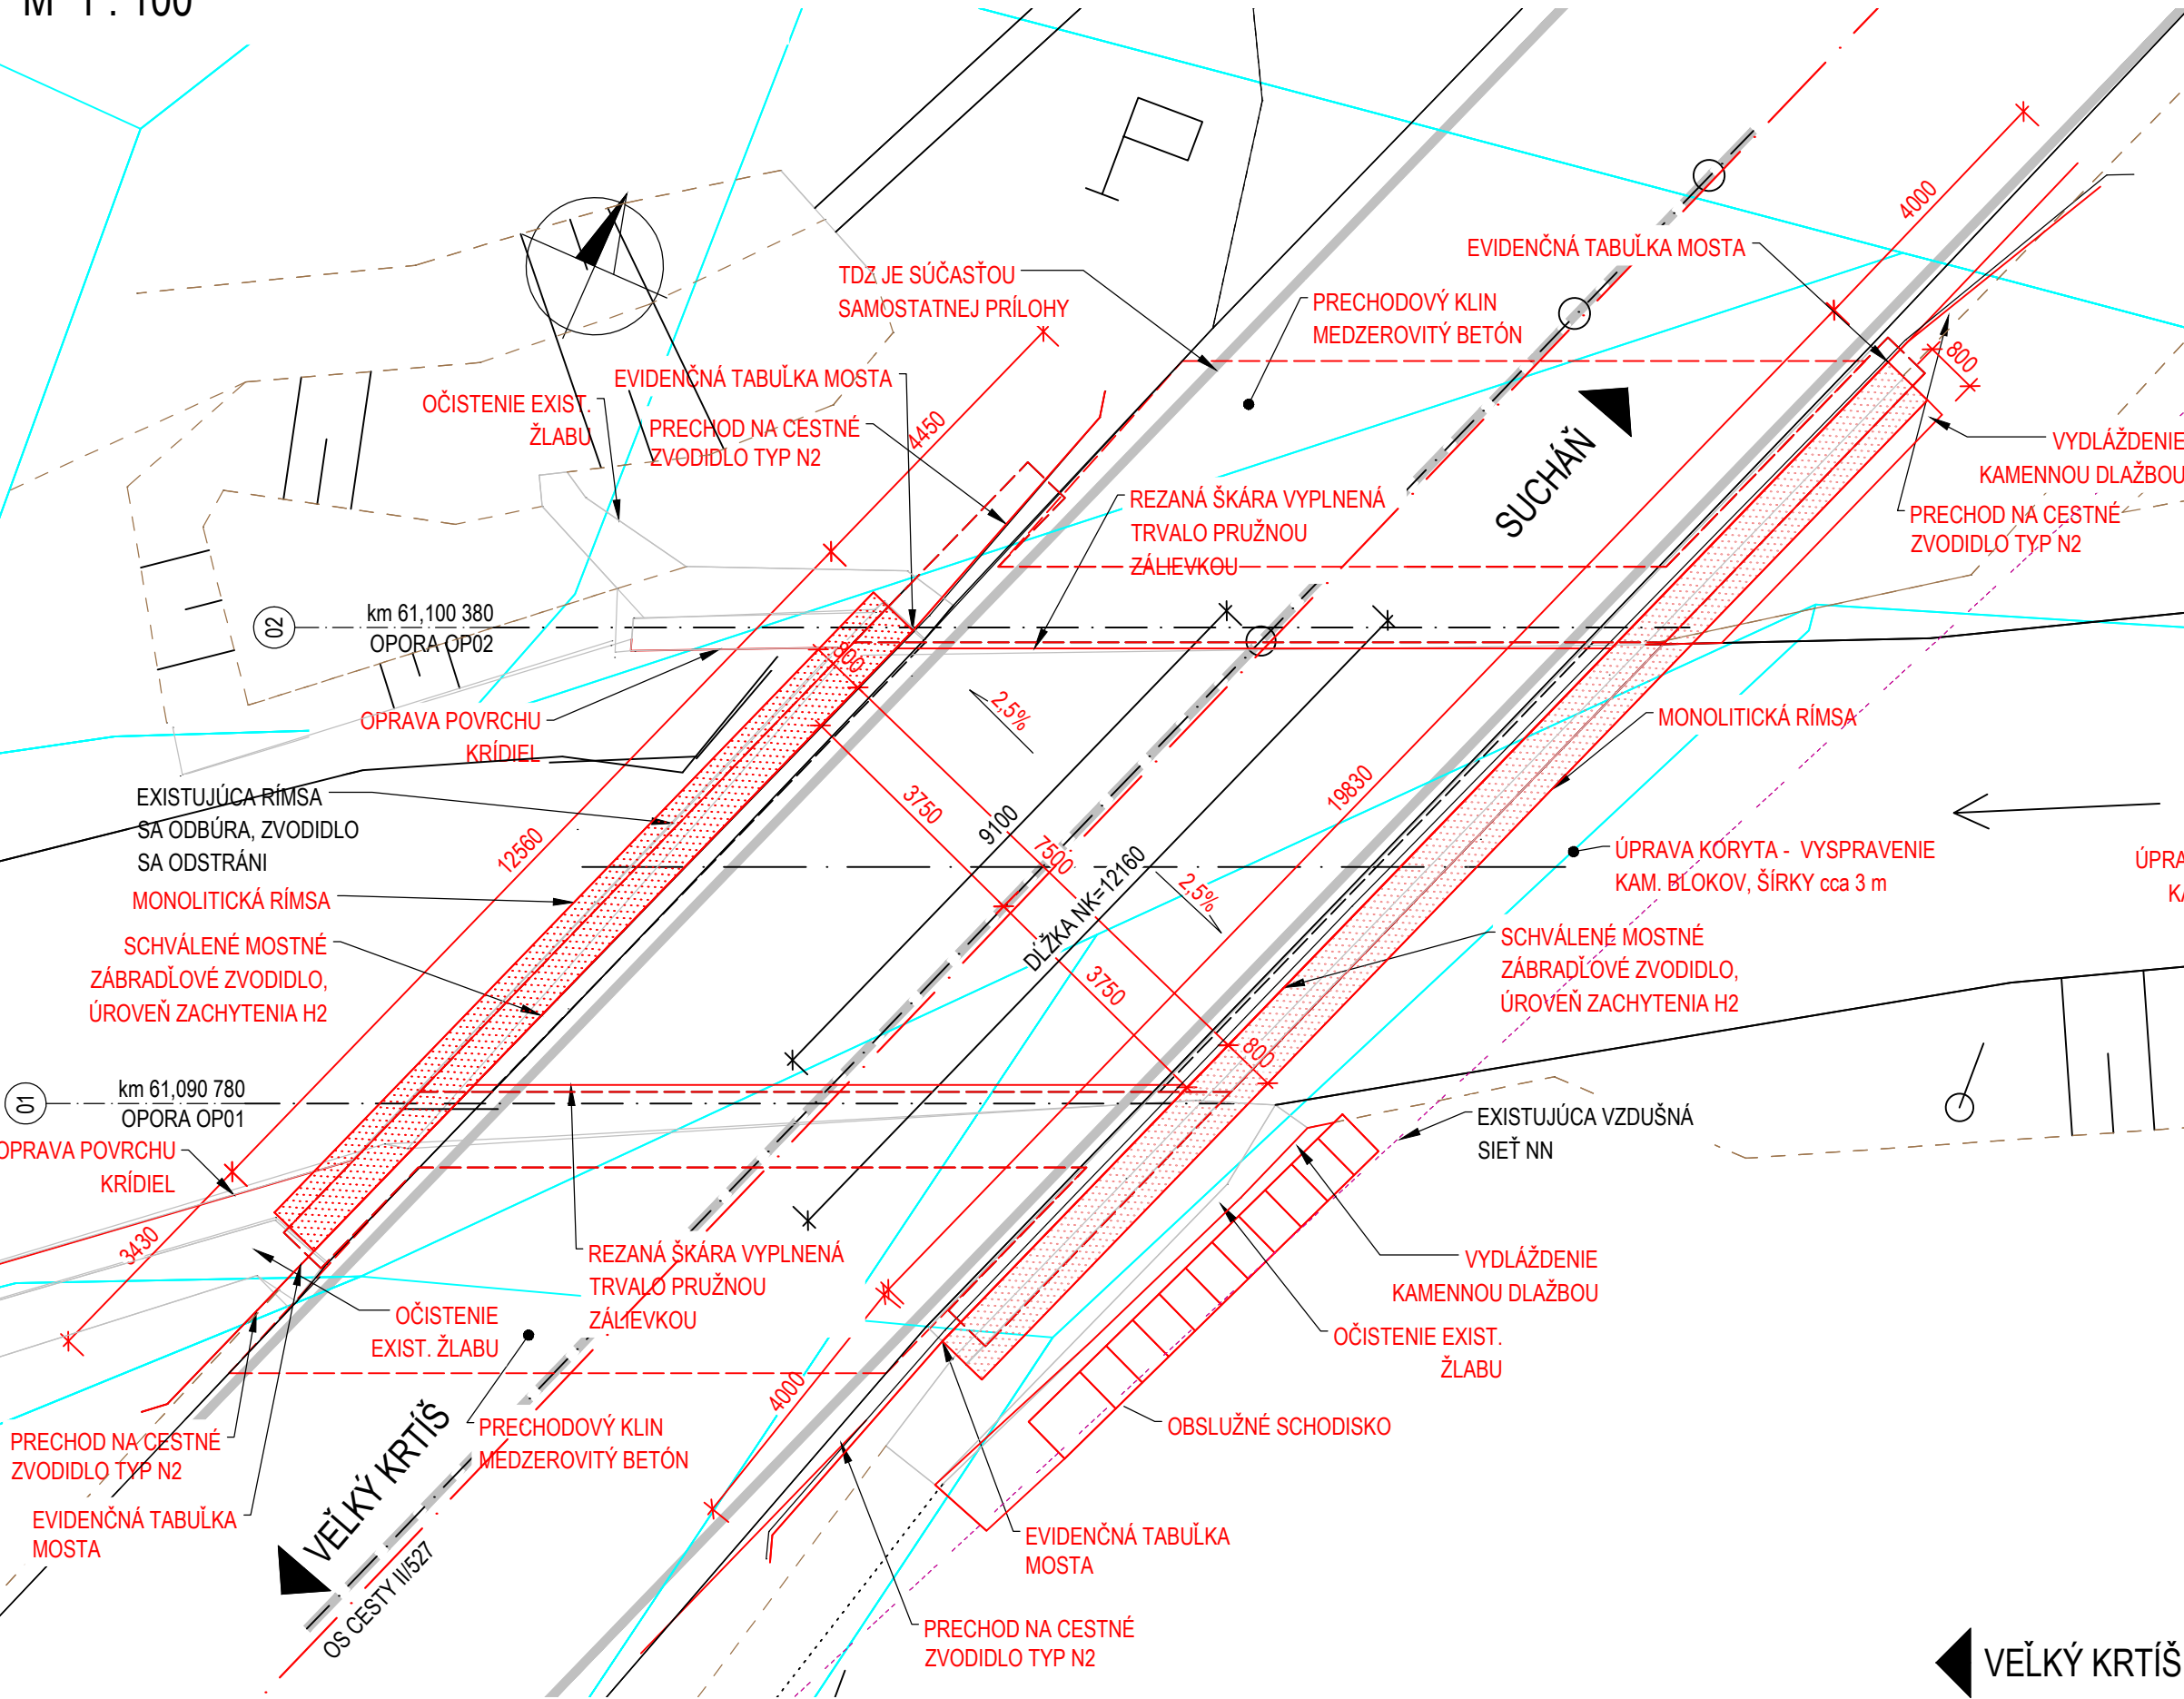 M 1 : 100
4000
EVIDENČNÁ TABUĽKA MOSTA
TDZ JE SÚČASŤOU
SAMOSTATNEJ PRÍLOHY
PRECHODOVÝ KLIN
MEDZEROVITÝ BETÓN
EVIDENČNÁ TABUĽKA MOSTA
OČISTENIE EXIST.
ŽLABU
PRECHOD NA CESTNÉ
ZVODIDLO TYP N2
4450
800
SUCHÁŇ
VYDLÁŽDENIE
KAMENNOU DLAŽBOU
REZANÁ ŠKÁRA VYPLNENÁ
TRVALO PRUŽNOU
ZÁLIEVKOU
PRECHOD NA CESTNÉ
ZVODIDLO TYP N2
02
km 61,100 380
OPORA OP02
800
2,5%
OPRAVA POVRCHU
KRÍDIEL
MONOLITICKÁ RÍMSA
EXISTUJÚCA RÍMSA
SA ODBÚRA, ZVODIDLO
SA ODSTRÁNI
12560
3750
9100
7500
19830
DĹŽKA NK=12160
2,5%
ÚPRAVA KORYTA - VYSPRAVENIE
KAM. BLOKOV, ŠÍRKY cca 3 m
ÚPRA
KA
MONOLITICKÁ RÍMSA
SCHVÁLENÉ MOSTNÉ
ZÁBRADĽOVÉ ZVODIDLO,
ÚROVEŇ ZACHYTENIA H2
SCHVÁLENÉ MOSTNÉ
ZÁBRADĽOVÉ ZVODIDLO,
ÚROVEŇ ZACHYTENIA H2
3750
800
01
km 61,090 780
OPORA OP01
EXISTUJÚCA VZDUŠNÁ
SIEŤ NN
OPRAVA POVRCHU
KRÍDIEL
3430
REZANÁ ŠKÁRA VYPLNENÁ
TRVALO PRUŽNOU
ZÁLIEVKOU
VYDLÁŽDENIE
KAMENNOU DLAŽBOU
OČISTENIE
EXIST. ŽLABU
OČISTENIE EXIST.
ŽLABU
4000
PRECHODOVÝ KLIN
MEDZEROVITÝ BETÓN
OBSLUŽNÉ SCHODISKO
PRECHOD NA CESTNÉ
ZVODIDLO TYP N2
VEĽKÝ KRTÍŠ
OS CESTY II/527
EVIDENČNÁ TABUĽKA
MOSTA
EVIDENČNÁ TABUĽKA
MOSTA
PRECHOD NA CESTNÉ
ZVODIDLO TYP N2
VEĽKÝ KRTÍŠ